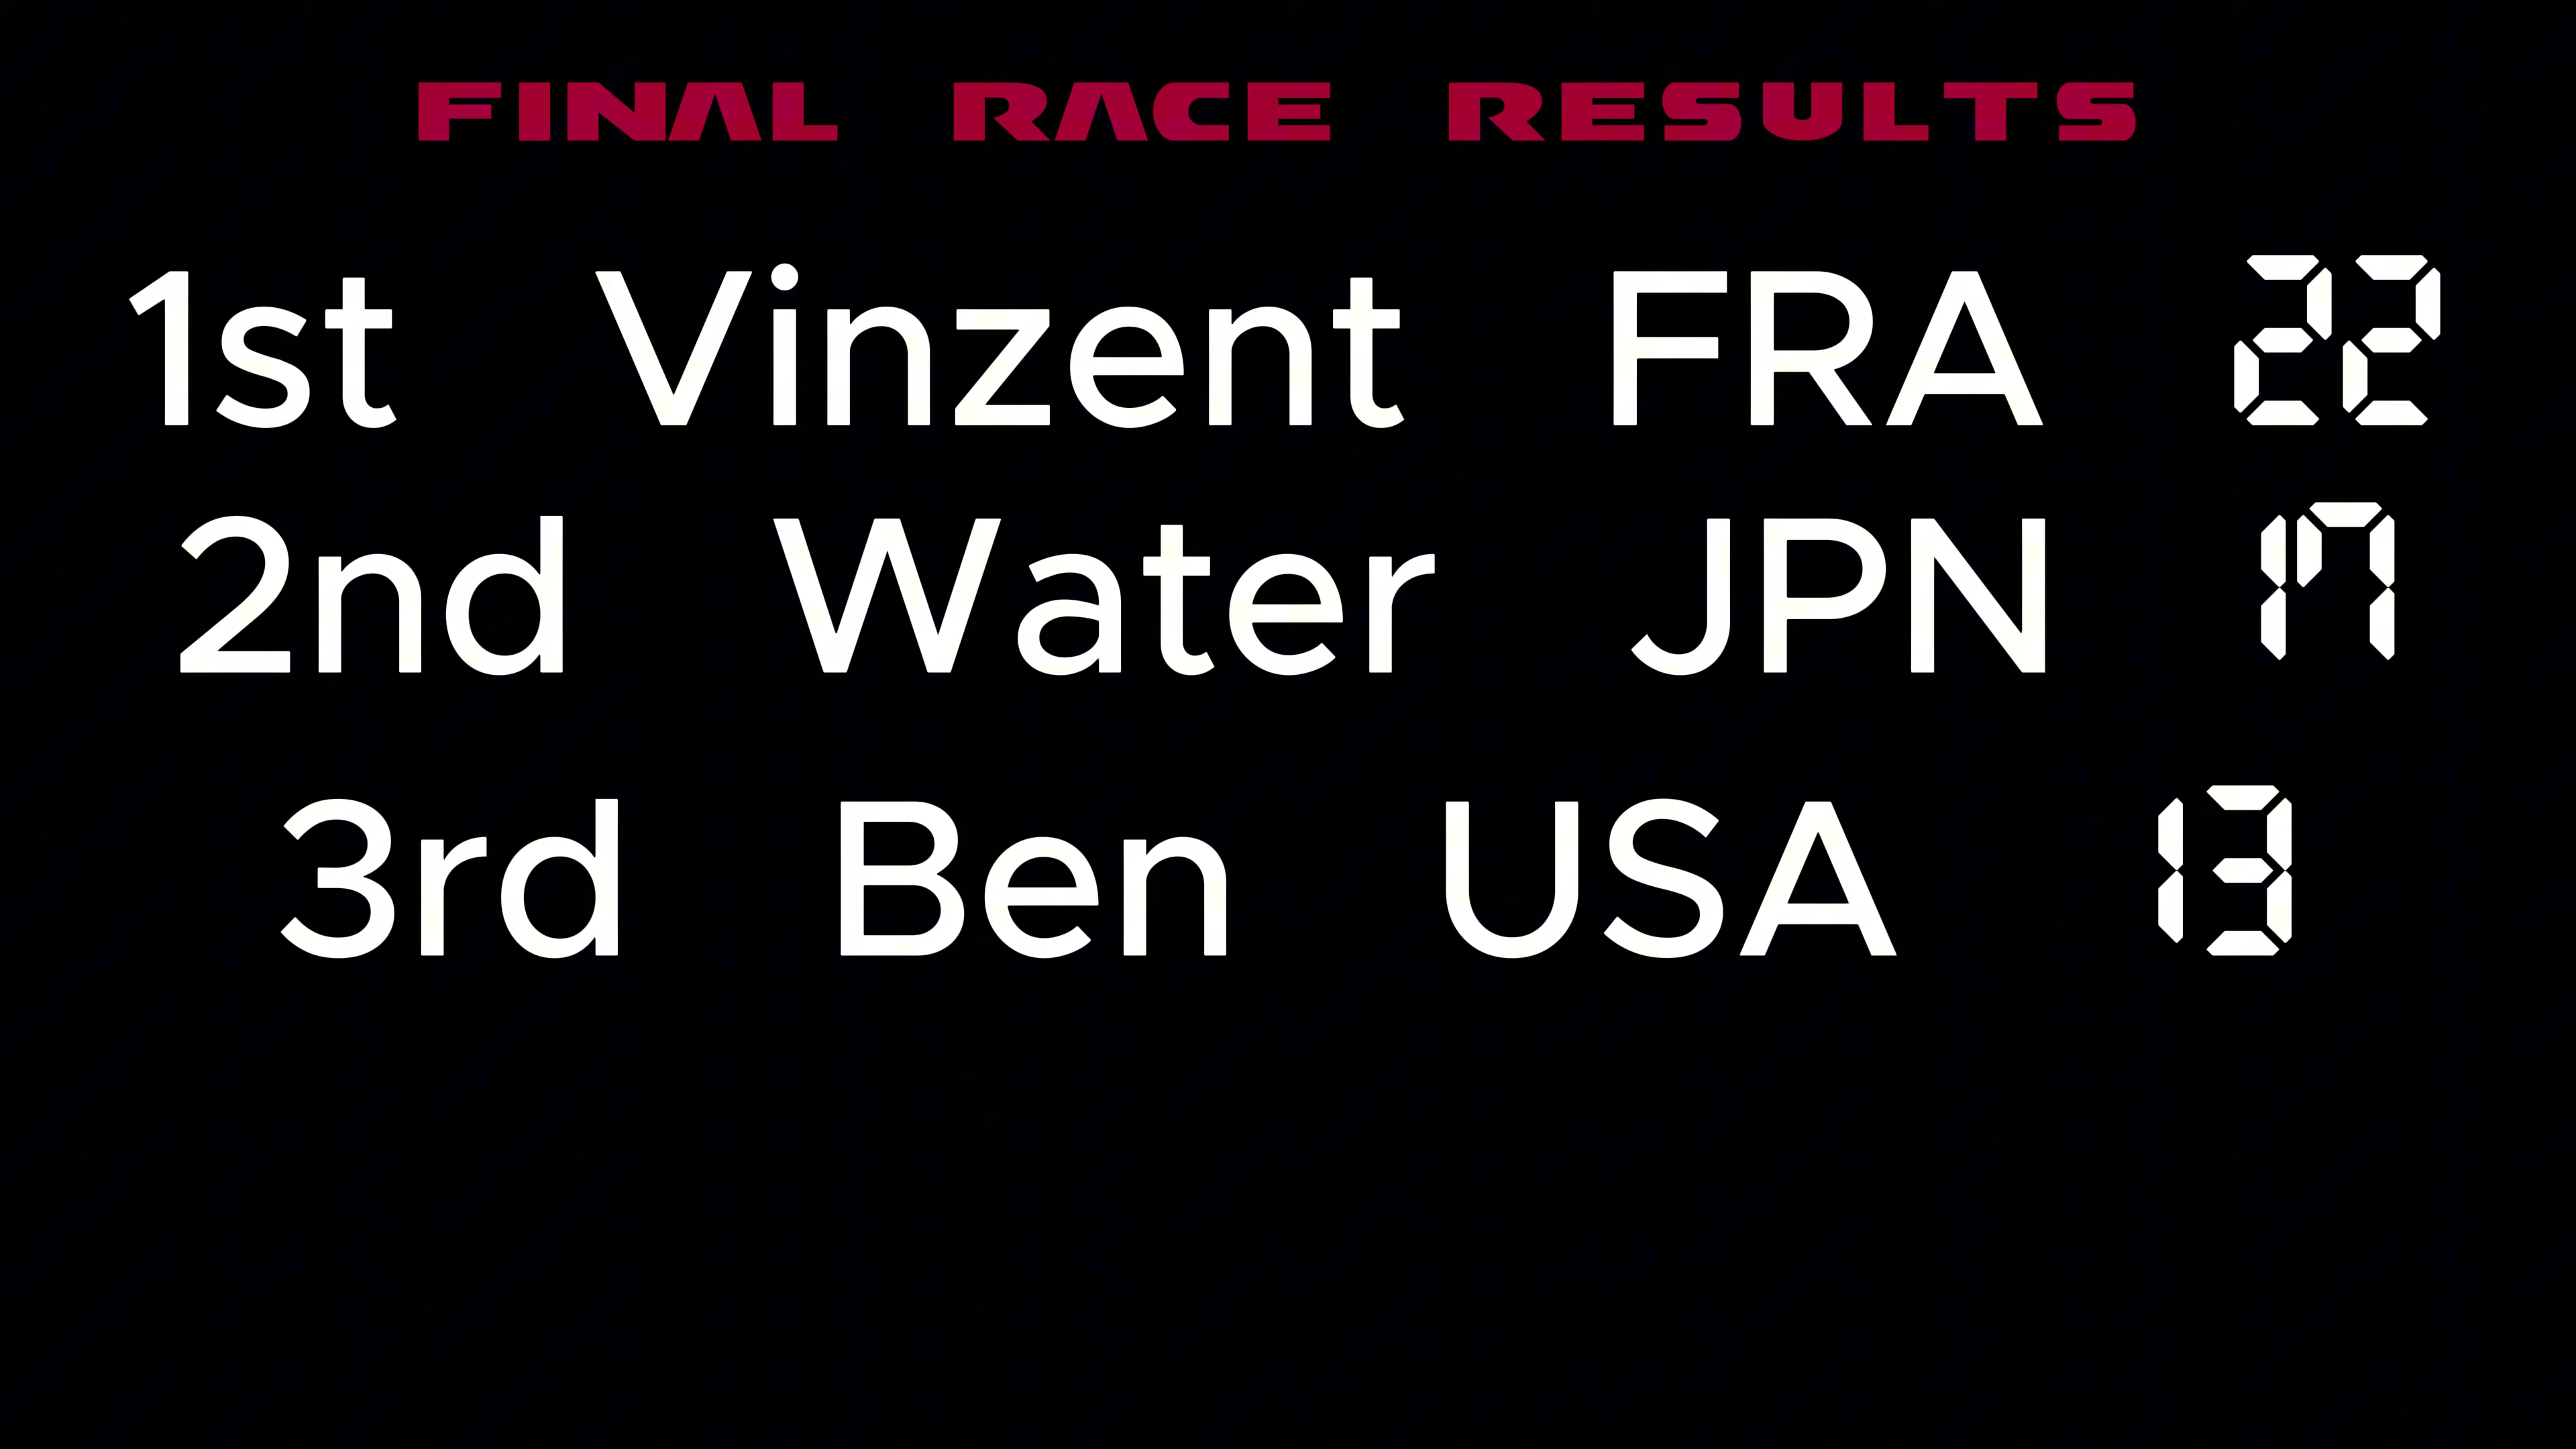 FINAL RACE RESULTS
1st Vinzent FRA 22
2nd Water JPN 17
3rd Ben USA 13